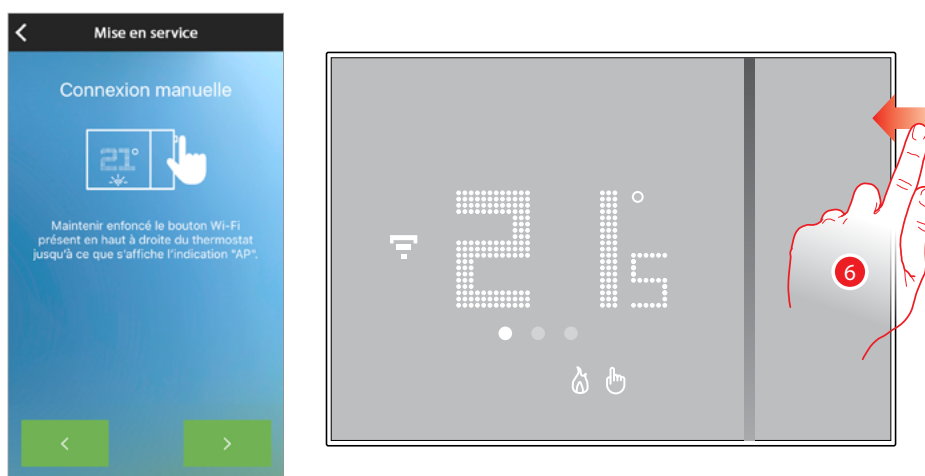 Mise en service
Connexion manuelle
21°
Maintenir enfoncé le bouton Wi-Fi
présent en haut à droite du thermostat
jusqu'à ce que s'affiche l'indication "AP".
21°5
6